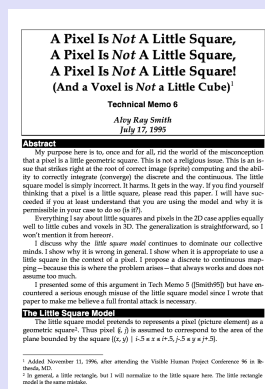 A Pixel Is Not A Little Square,
A Pixel Is Not A Little Square,
A Pixel Is Not A Little Square!
(And a Voxel is Not a Little Cube)¹
Technical Memo 6
Alvy Ray Smith
July 17, 1995
Abstract
My purpose here is to, once and for all, rid the world of the misconception
that a pixel is a little geometric square. This is not a religious issue. This is an is-
sue that strikes right at the root of correct image (sprite) computing and the abil-
ity to correctly integrate (converge) the discrete and the continuous. The little
square model is simply incorrect. It harms. It gets in the way. If you find yourself
thinking that a pixel is a little square, please read this paper. I will have suc-
ceeded if you at least understand that you are using the model and why it is
permissible in your case to do so (is it?).
Everything I say about little squares and pixels in the 2D case applies equally
well to little cubes and voxels in 3D. The generalization is straightforward, so I
won't mention it from hereon¹.
I discuss why the little square model continues to dominate our collective
minds. I show why it is wrong in general. I show when it is appropriate to use a
little square in the context of a pixel. I propose a discrete to continuous map-
ping—because this is where the problem arises—that always works and does not
assume too much.
I presented some of this argument in Tech Memo 5 ([Smith95]) but have en-
countered a serious enough misuse of the little square model since I wrote that
paper to make me believe a full frontal attack is necessary.
The Little Square Model
The little square model pretends to represent a pixel (picture element) as a
geometric square². Thus pixel (i, j) is assumed to correspond to the area of the
plane bounded by the square {(x, y) | i-.5 ≤ x ≤ i+.5, j-.5 ≤ y ≤ j+.5}.
¹ Added November 11, 1996, after attending the Visible Human Project Conference 96 in Be-
thesda, MD.
² In general, a little rectangle, but I will normalize to the little square here. The little rectangle
model is the same mistake.